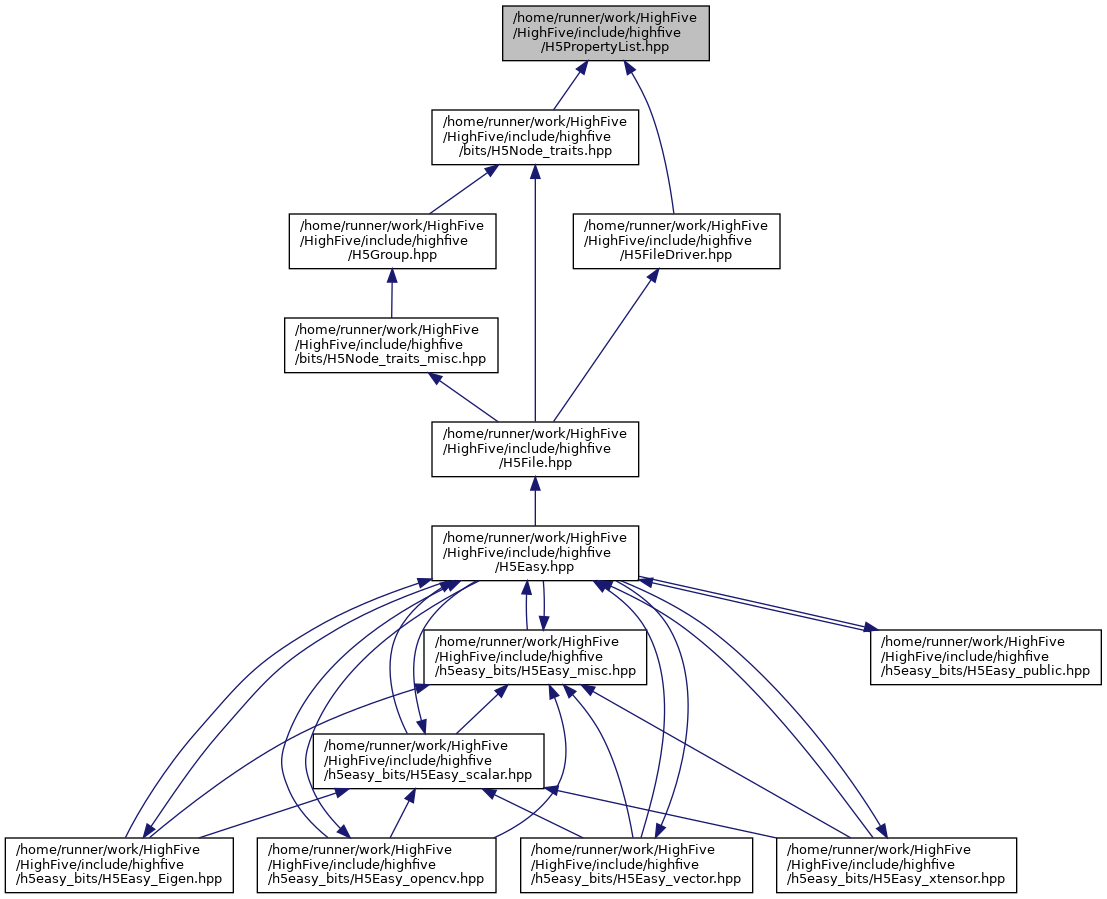 /home/runner/work/HighFive
/HighFive/include/highfive
/H5PropertyList.hpp
/home/runner/work/HighFive
/HighFive/include/highfive
/bits/H5Node_traits.hpp
/home/runner/work/HighFive
/HighFive/include/highfive
/H5Group.hpp
/home/runner/work/HighFive
/HighFive/include/highfive
/H5FileDriver.hpp
/home/runner/work/HighFive
/HighFive/include/highfive
/bits/H5Node_traits_misc.hpp
/home/runner/work/HighFive
/HighFive/include/highfive
/H5File.hpp
/home/runner/work/HighFive
/HighFive/include/highfive
/H5Easy.hpp
/home/runner/work/HighFive
/HighFive/include/highfive
/h5easy_bits/H5Easy_misc.hpp
/home/runner/work/HighFive
/HighFive/include/highfive
/h5easy_bits/H5Easy_public.hpp
/home/runner/work/HighFive
/HighFive/include/highfive
/h5easy_bits/H5Easy_scalar.hpp
/home/runner/work/HighFive
/HighFive/include/highfive
/h5easy_bits/H5Easy_Eigen.hpp
/home/runner/work/HighFive
/HighFive/include/highfive
/h5easy_bits/H5Easy_opencv.hpp
/home/runner/work/HighFive
/HighFive/include/highfive
/h5easy_bits/H5Easy_vector.hpp
/home/runner/work/HighFive
/HighFive/include/highfive
/h5easy_bits/H5Easy_xtensor.hpp